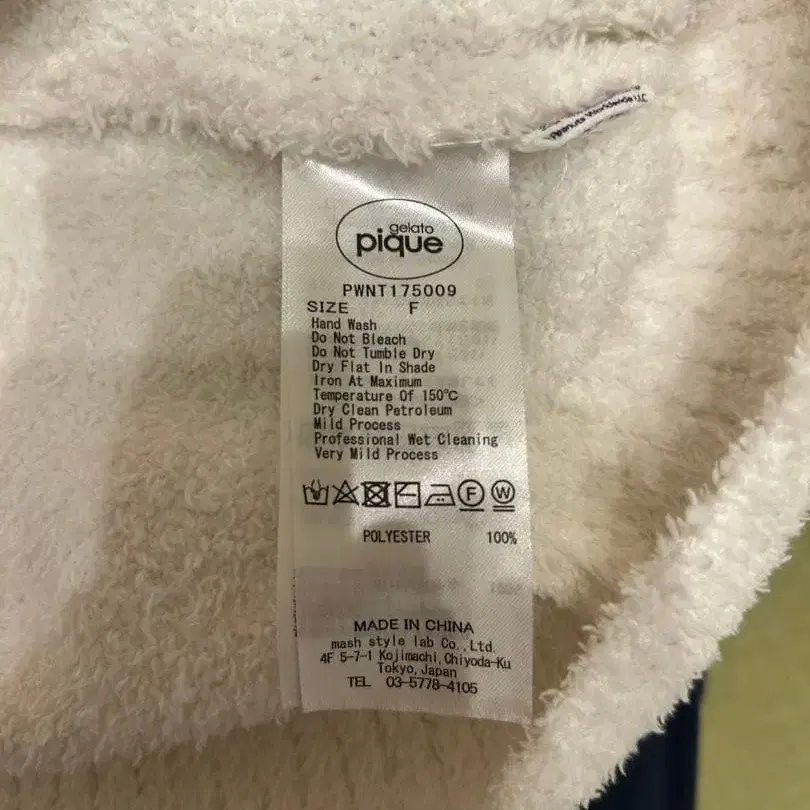 Peanuts Worldwide LLC
gelato
pique
PWNT175009
SIZE F
Hand Wash
Do Not Bleach
Do Not Tumble Dry
Dry Flat In Shade
Iron At Maximum
Temperature Of 150℃
Dry Clean Petroleum
Mild Process
Professional Wet Cleaning
Very Mild Process
F W
POLYESTER 100%
MADE IN CHINA
mash style lab Co.,Ltd.
4F 5-7-1 Kojimachi,Chiyoda-Ku
Tokyo,Japan
TEL 03-5778-4105